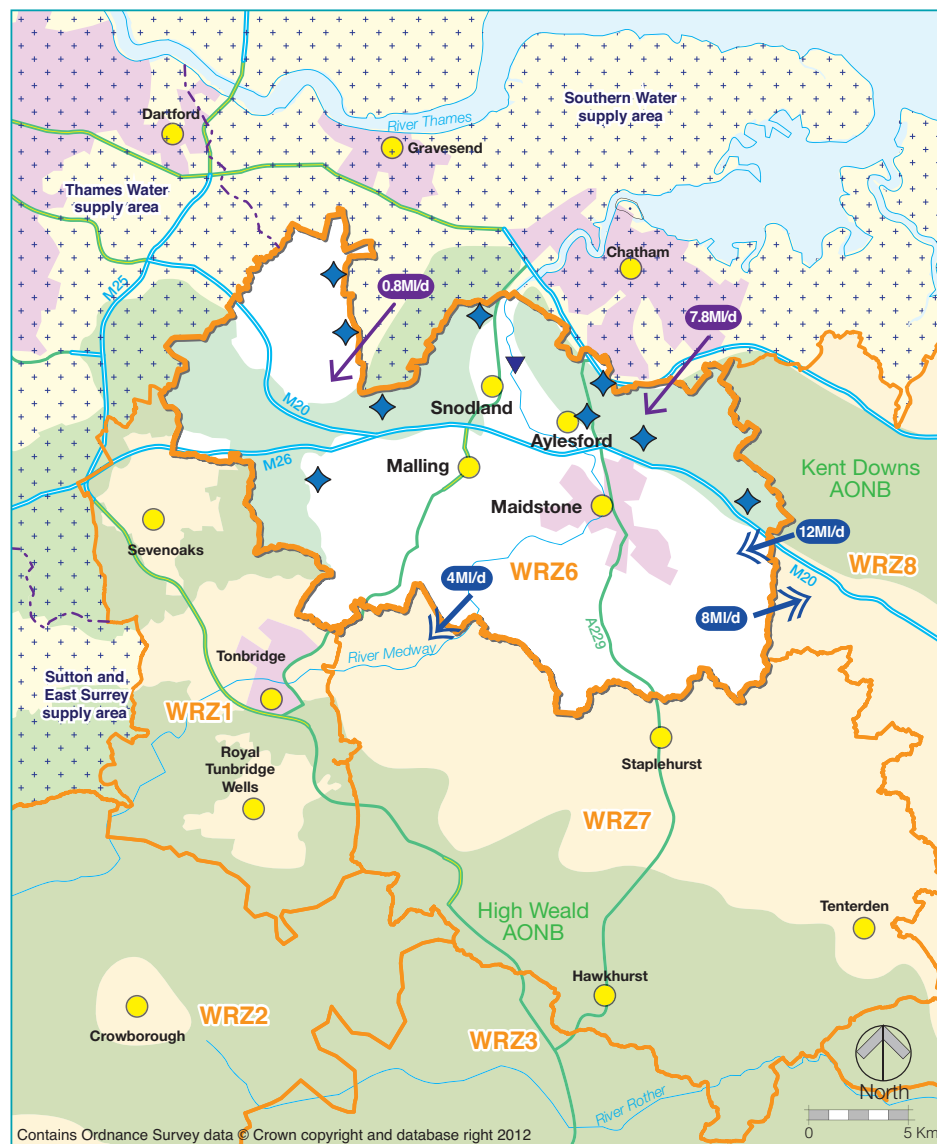 Southern Water
supply area
Dartford
River Thames
Gravesend
Thames Water
supply area
Chatham
M25
0.8Ml/d
7.8Ml/d
M20
Snodland
Aylesford
M26
Malling
Kent Downs
AONB
Maidstone
Sevenoaks
12Ml/d
WRZ8
M20
WRZ6
4Ml/d
8Ml/d
A229
Tonbridge
River Medway
Sutton and
East Surrey
supply area
WRZ1
Staplehurst
Royal
Tunbridge
Wells
WRZ7
High Weald
AONB
Tenterden
Hawkhurst
WRZ2
Crowborough
WRZ3
North
River Rother
0
5 Km
Contains Ordnance Survey data © Crown copyright and database right 2012